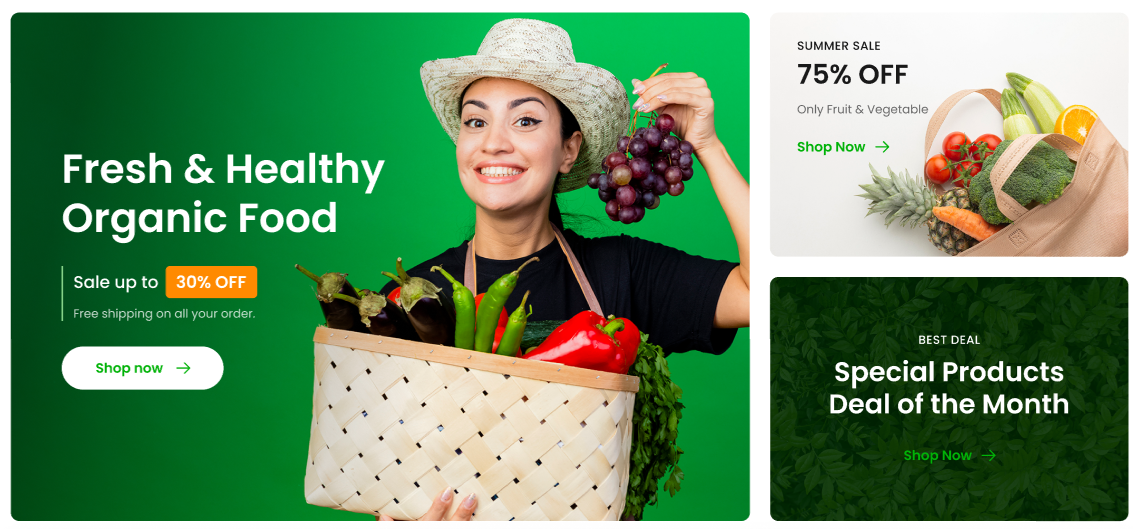 Fresh & Healthy
Organic Food
Sale up to 30% OFF
Free shipping on all your order.
Shop now
SUMMER SALE
75% OFF
Only Fruit & Vegetable
Shop Now
BEST DEAL
Special Products
Deal of the Month
Shop Now